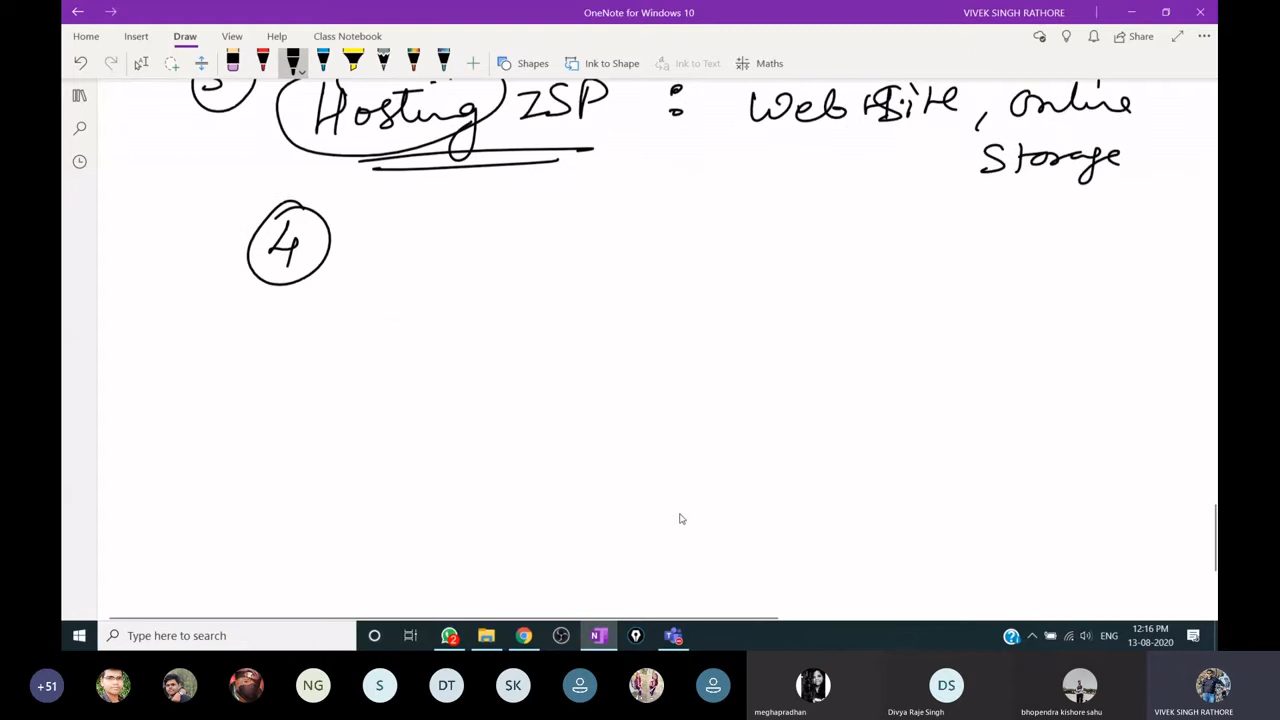 OneNote for Windows 10
VIVEK SINGH RATHORE
Home Insert Draw View Help Class Notebook
Share
Shapes Ink to Shape Ink to Text Maths
3 Hosting ISP : Web Site, Online
Storage
4
Type here to search
2
ENG
12:16 PM
13-08-2020
+51 NG S DT SK DS
meghapradhan Divya Raje Singh bhopendra kishore sahu VIVEK SINGH RATHORE